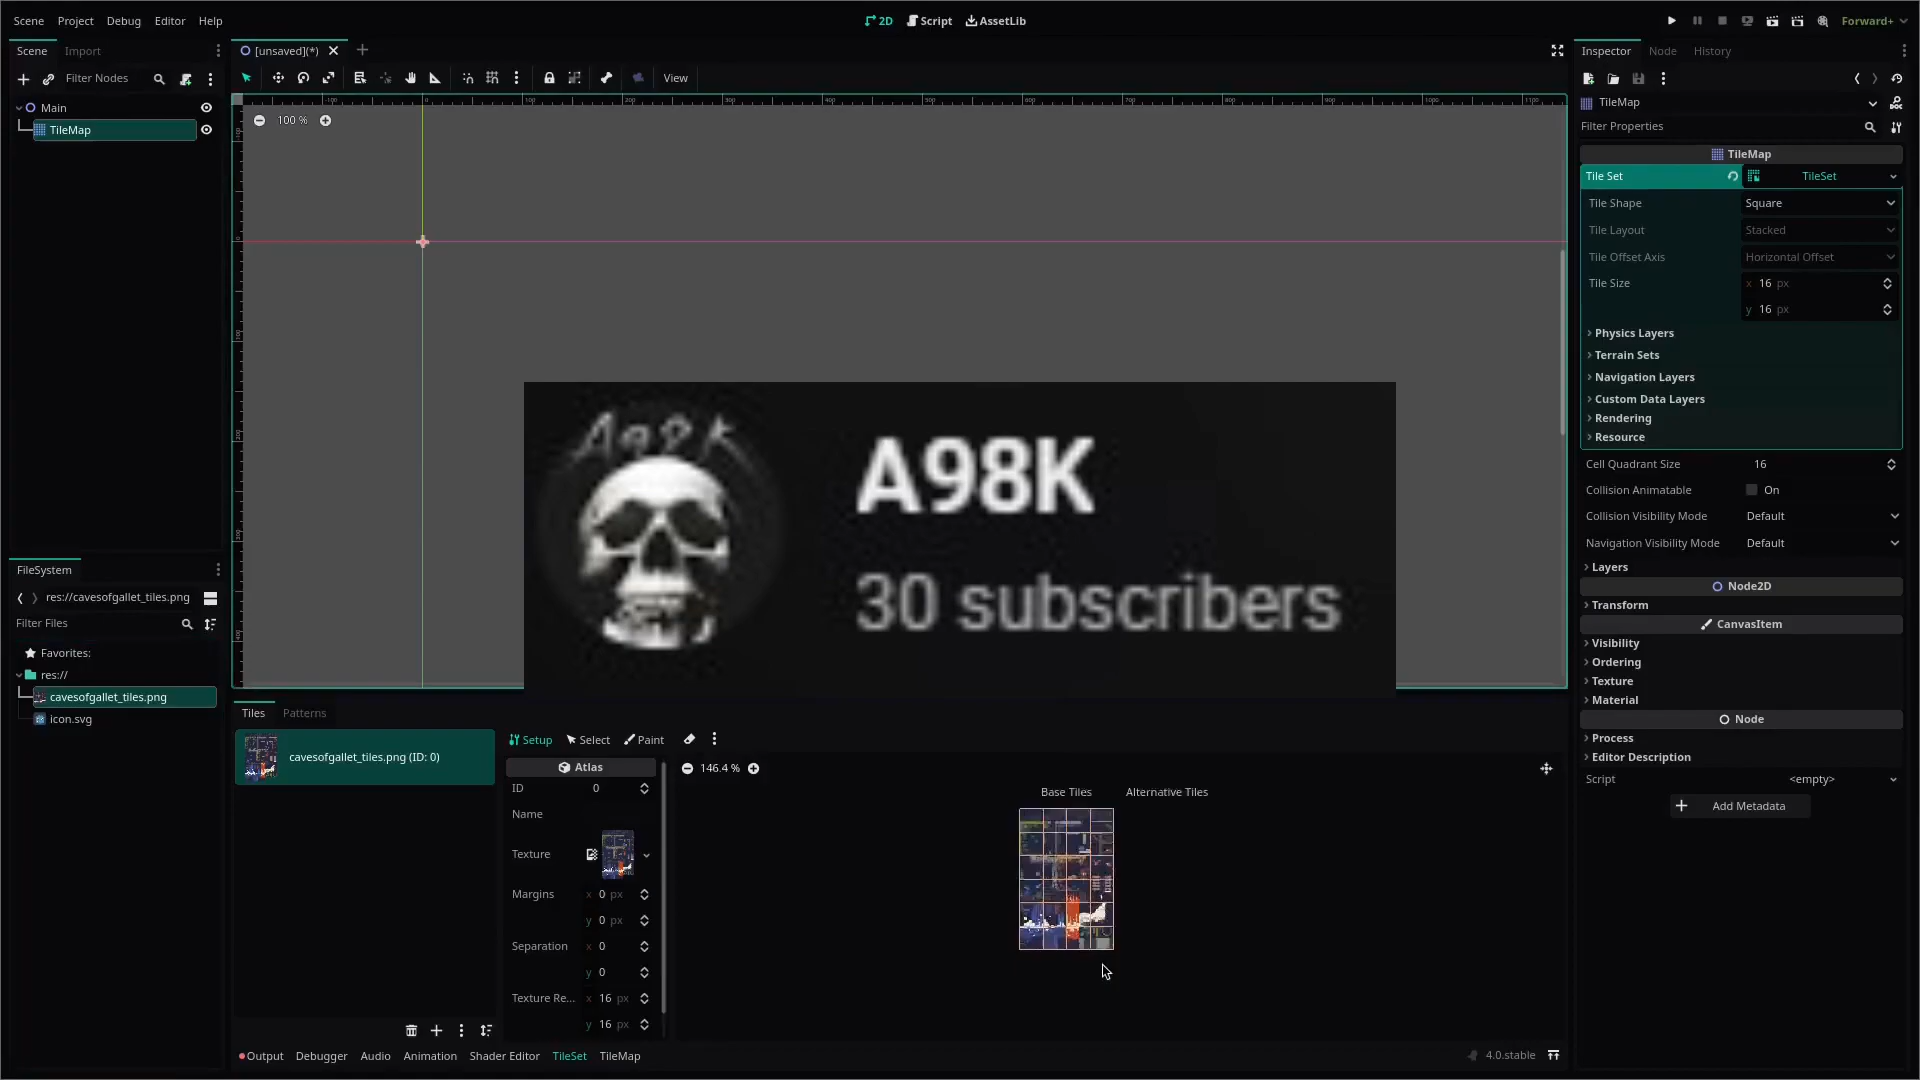 Scene Project Debug Editor Help
2D Script AssetLib
Forward+
Scene Import
[unsaved](*)
Inspector Node History
Filter Nodes
View
Main
TileMap
100 %
TileMap
Filter Properties
TileMap
Tile Set TileSet
Tile Shape Square
Tile Layout Stacked
Tile Offset Axis Horizontal Offset
Tile Size x 16 px
y 16 px
Physics Layers
Terrain Sets
Navigation Layers
Custom Data Layers
Rendering
Resource
Cell Quadrant Size 16
Collision Animatable On
Collision Visibility Mode Default
Navigation Visibility Mode Default
Layers
Node2D
Transform
CanvasItem
Visibility
Ordering
Texture
Material
Node
Process
Editor Description
Script <empty>
Add Metadata
A98K
A98K
30 subscribers
FileSystem
res://cavesofgallet_tiles.png
Filter Files
Favorites:
res://
cavesofgallet_tiles.png
icon.svg
Tiles Patterns
cavesofgallet_tiles.png (ID: 0)
Setup Select Paint
Atlas
ID 0
Name
Texture
Margins x 0 px
y 0 px
Separation x 0
y 0
Texture Re... x 16 px
y 16 px
146.4 %
Base Tiles Alternative Tiles
Output Debugger Audio Animation Shader Editor TileSet TileMap
4.0.stable